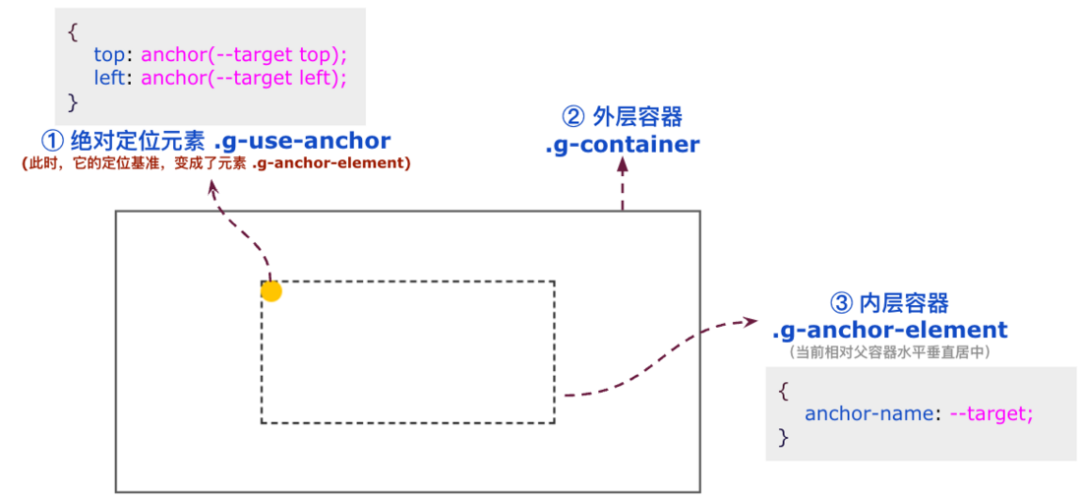 {
top: anchor(--target top);
left: anchor(--target left);
}
① 绝对定位元素 .g-use-anchor
(此时，它的定位基准，变成了元素 .g-anchor-element)
② 外层容器
.g-container
③ 内层容器
.g-anchor-element
（当前相对父容器水平垂直居中）
{
anchor-name: --target;
}